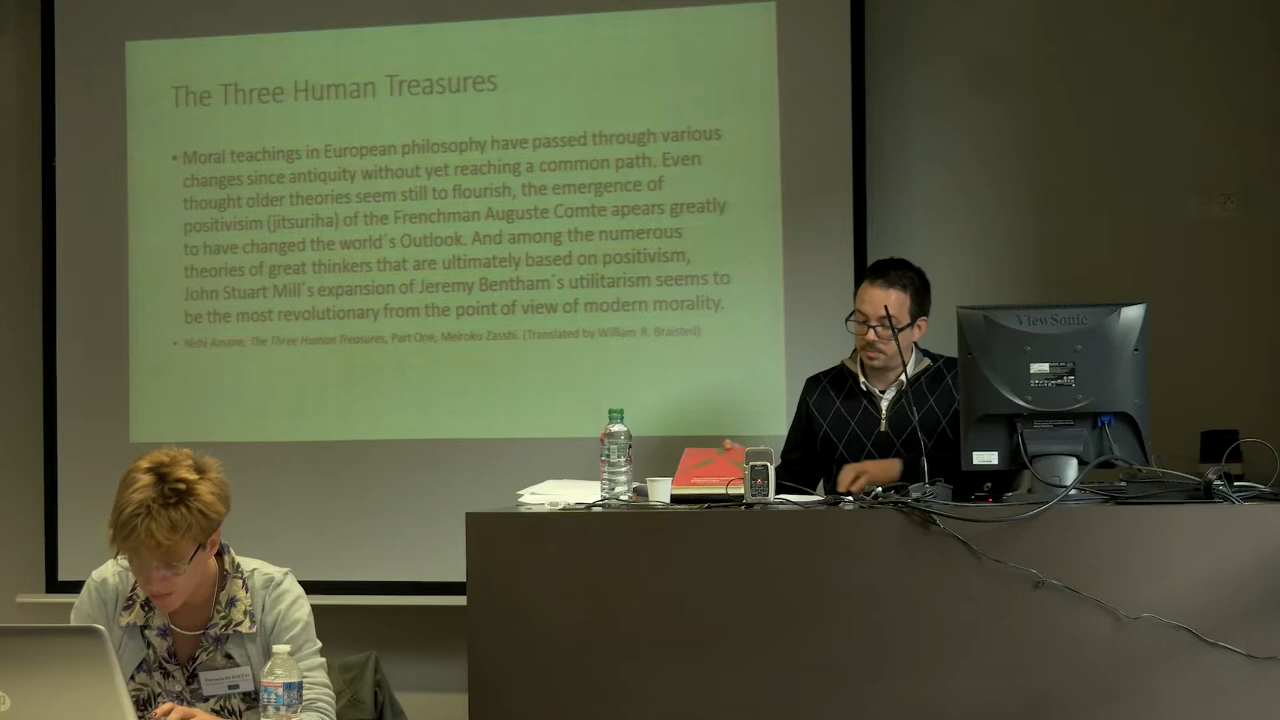 The Three Human Treasures
• Moral teachings in European philosophy have passed through various
changes since antiquity without yet reaching a common path. Even
thought older theories seem still to flourish, the emergence of
positivisim (jitsuriha) of the Frenchman Auguste Comte apears greatly
to have changed the world´s Outlook. And among the numerous
theories of great thinkers that are ultimately based on positivism,
John Stuart Mill´s expansion of Jeremy Bentham´s utilitarism seems to
be the most revolutionary from the point of view of modern morality.
• Nishi Amane, The Three Human Treasures, Part One, Meiroku Zasshi. (Translated by William R. Braisted)
ViewSonic